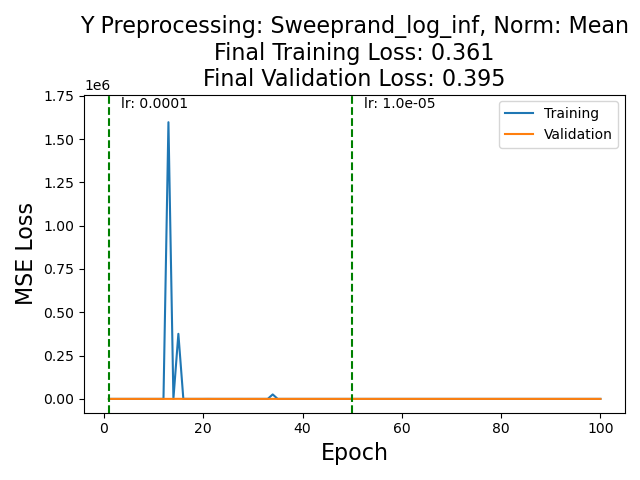 Y Preprocessing: Sweeprand_log_inf, Norm: Mean
Final Training Loss: 0.361
Final Validation Loss: 0.395
1e6
1.75
1.50
1.25
1.00
0.75
0.50
0.25
0.00
MSE Loss
lr: 0.0001
lr: 1.0e-05
Training
Validation
0 20 40 60 80 100
Epoch